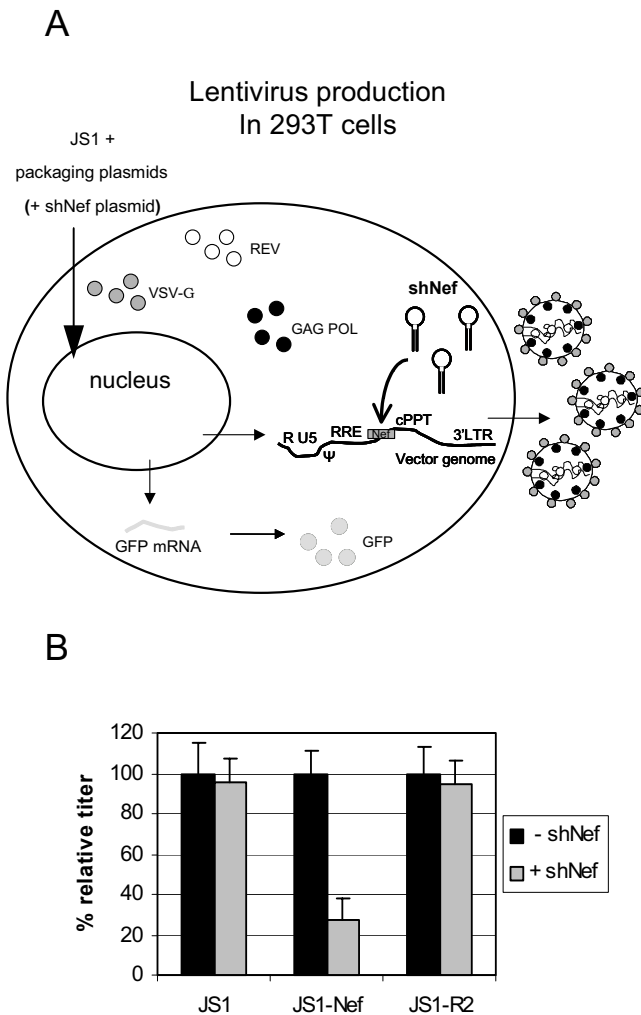 A
Lentivirus production
In 293T cells
JS1 +
packaging plasmids
(+ shNef plasmid)
REV
VSV-G
GAG POL
shNef
nucleus
cPPT
R U5
RRE
Nef
3'LTR
Ψ
Vector genome
GFP mRNA
GFP
B
120
100
80
60
40
20
0
% relative titer
JS1
JS1-Nef
JS1-R2
- shNef
+ shNef